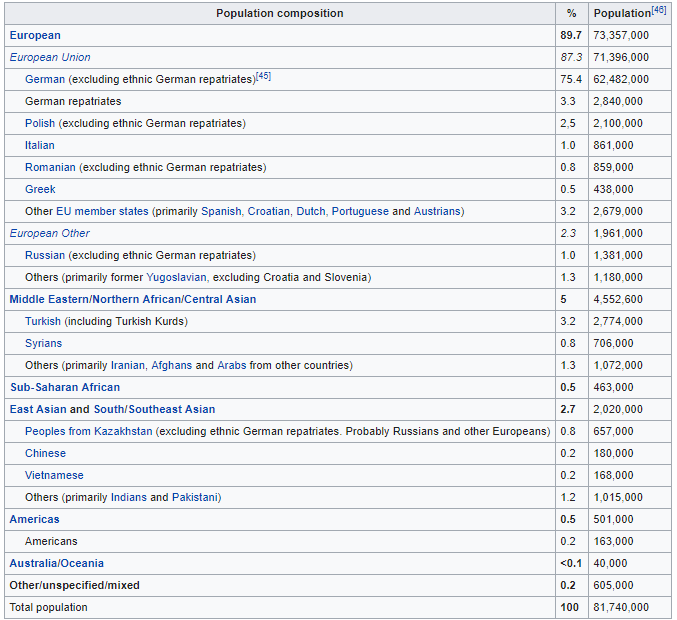 Population composition % Population[46]
European 89.7 73,357,000
European Union 87.3 71,396,000
German (excluding ethnic German repatriates)[45] 75.4 62,482,000
German repatriates 3.3 2,840,000
Polish (excluding ethnic German repatriates) 2,5 2,100,000
Italian 1.0 861,000
Romanian (excluding ethnic German repatriates) 0.8 859,000
Greek 0.5 438,000
Other EU member states (primarily Spanish, Croatian, Dutch, Portuguese and Austrians) 3.2 2,679,000
European Other 2.3 1,961,000
Russian (excluding ethnic German repatriates) 1.0 1,381,000
Others (primarily former Yugoslavian, excluding Croatia and Slovenia) 1.3 1,180,000
Middle Eastern/Northern African/Central Asian 5 4,552,600
Turkish (including Turkish Kurds) 3.2 2,774,000
Syrians 0.8 706,000
Others (primarily Iranian, Afghans and Arabs from other countries) 1.3 1,072,000
Sub-Saharan African 0.5 463,000
East Asian and South/Southeast Asian 2.7 2,020,000
Peoples from Kazakhstan (excluding ethnic German repatriates. Probably Russians and other Europeans) 0.8 657,000
Chinese 0.2 180,000
Vietnamese 0.2 168,000
Others (primarily Indians and Pakistani) 1.2 1,015,000
Americas 0.5 501,000
Americans 0.2 163,000
Australia/Oceania <0.1 40,000
Other/unspecified/mixed 0.2 605,000
Total population 100 81,740,000